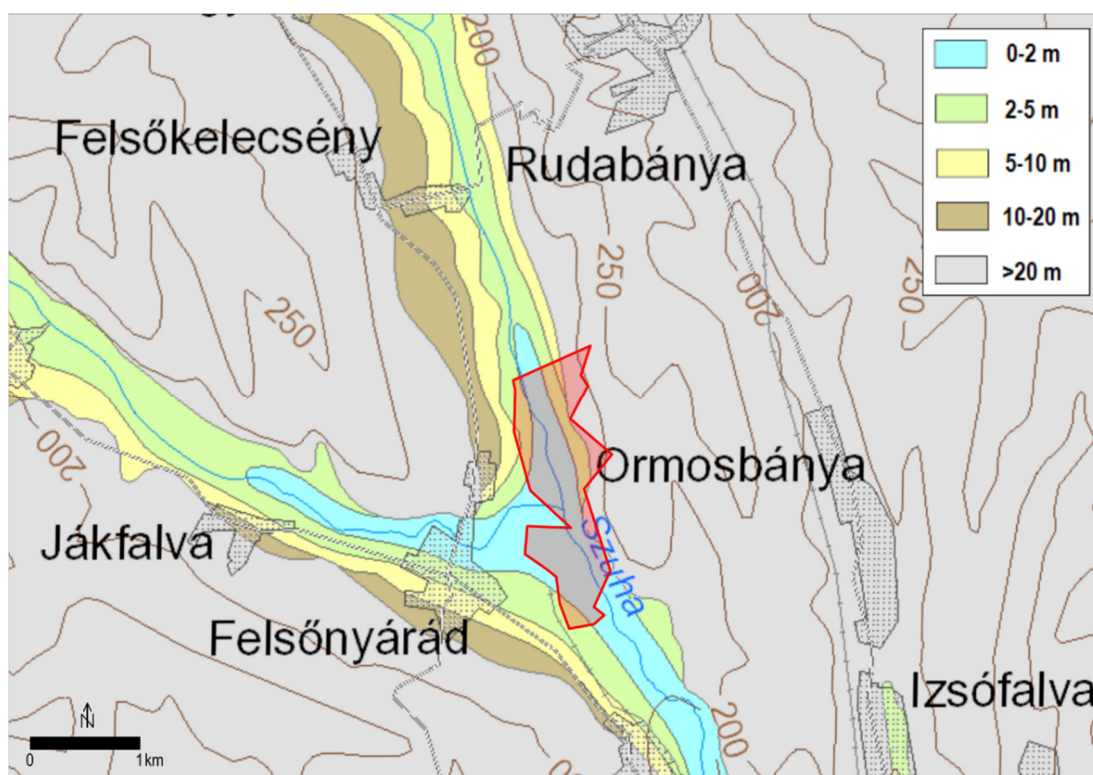 200
0-2 m
2-5 m
5-10 m
10-20 m
>20 m
Felsőkelecsény
Rudabánya
250
250
200
250
Ormosbánya
200
Jákfalva
Szuha
Felsőnyárád
Izsófalva
200
N
0 1km